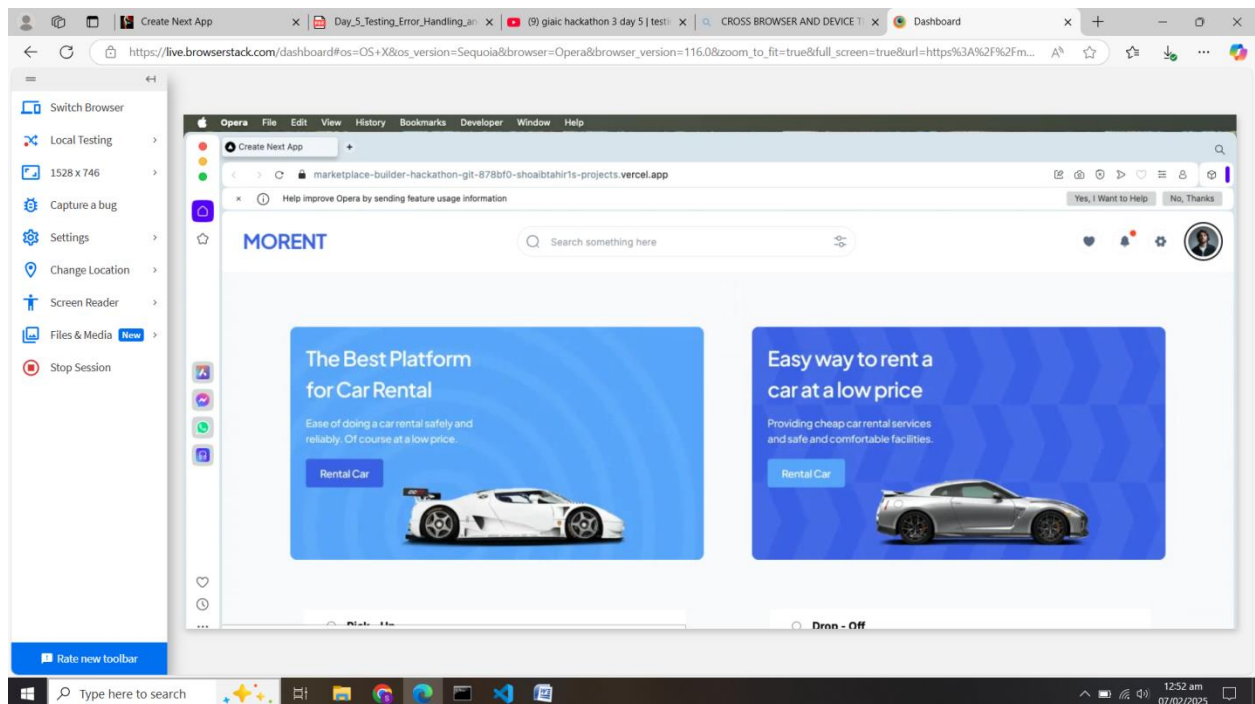 Create Next App
Day_5_Testing_Error_Handling_an
(9) giaic hackathon 3 day 5 | testi
CROSS BROWSER AND DEVICE T
Dashboard
https://live.browserstack.com/dashboard#os=OS+X&os_version=Sequoia&browser=Opera&browser_version=116.0&zoom_to_fit=true&full_screen=true&url=https%3A%2F%2Fm...
Switch Browser
Local Testing
1528 x 746
Capture a bug
Settings
Change Location
Screen Reader
Files & Media New
Stop Session
Rate new toolbar
Opera File Edit View History Bookmarks Developer Window Help
Create Next App
marketplace-builder-hackathon-git-878bf0-shoaibtahir1s-projects.vercel.app
Help improve Opera by sending feature usage information
Yes, I Want to Help
No, Thanks
MORENT
Search something here
The Best Platform
for Car Rental
Ease of doing a car rental safely and
reliably. Of course at a low price.
Rental Car
Easy way to rent a
car at a low price
Providing cheap car rental services
and safe and comfortable facilities.
Rental Car
Pick - Up
Drop - Off
Type here to search
12:52 am
07/02/2025